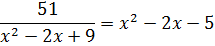 51/(x² − 2x + 9) = x² − 2x − 5